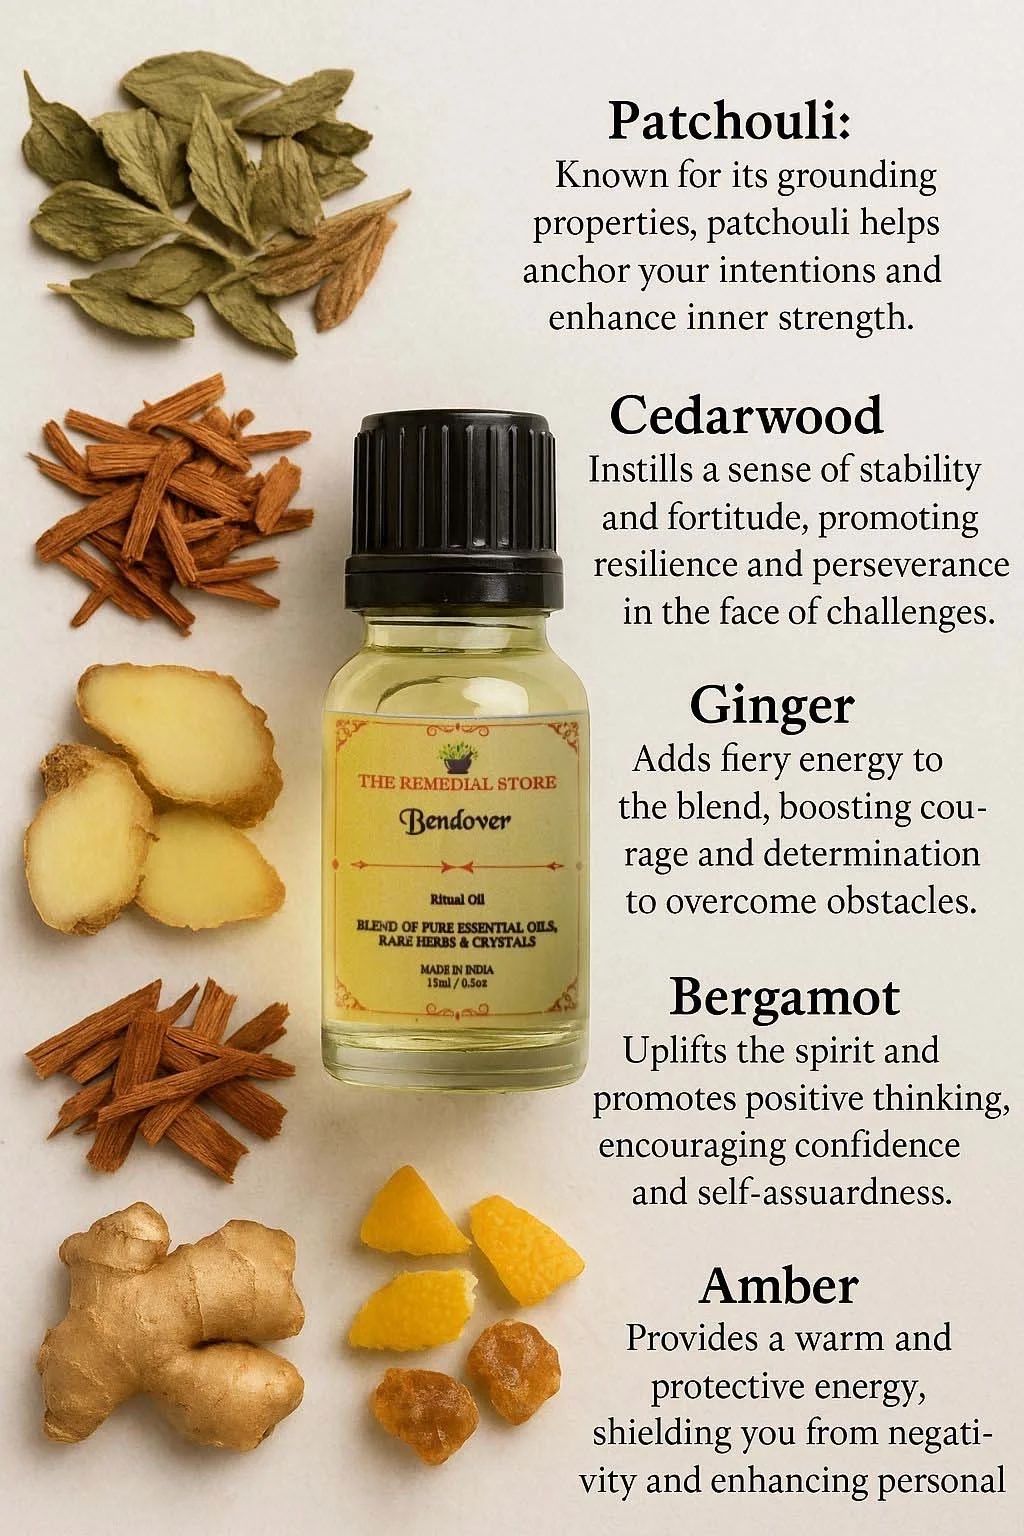 Patchouli:
Known for its grounding
properties, patchouli helps
anchor your intentions and
enhance inner strength.
Cedarwood
Instills a sense of stability
and fortitude, promoting
resilience and perseverance
in the face of challenges.
Ginger
Adds fiery energy to
the blend, boosting cou-
rage and determination
to overcome obstacles.
Bergamot
Uplifts the spirit and
promotes positive thinking,
encouraging confidence
and self-assuardness.
Amber
Provides a warm and
protective energy,
shielding you from negati-
vity and enhancing personal
THE REMEDIAL STORE
Bendover
Ritual Oil
BLEND OF PURE ESSENTIAL OILS,
RARE HERBS & CRYSTALS
MADE IN INDIA
15ml / 0.5oz